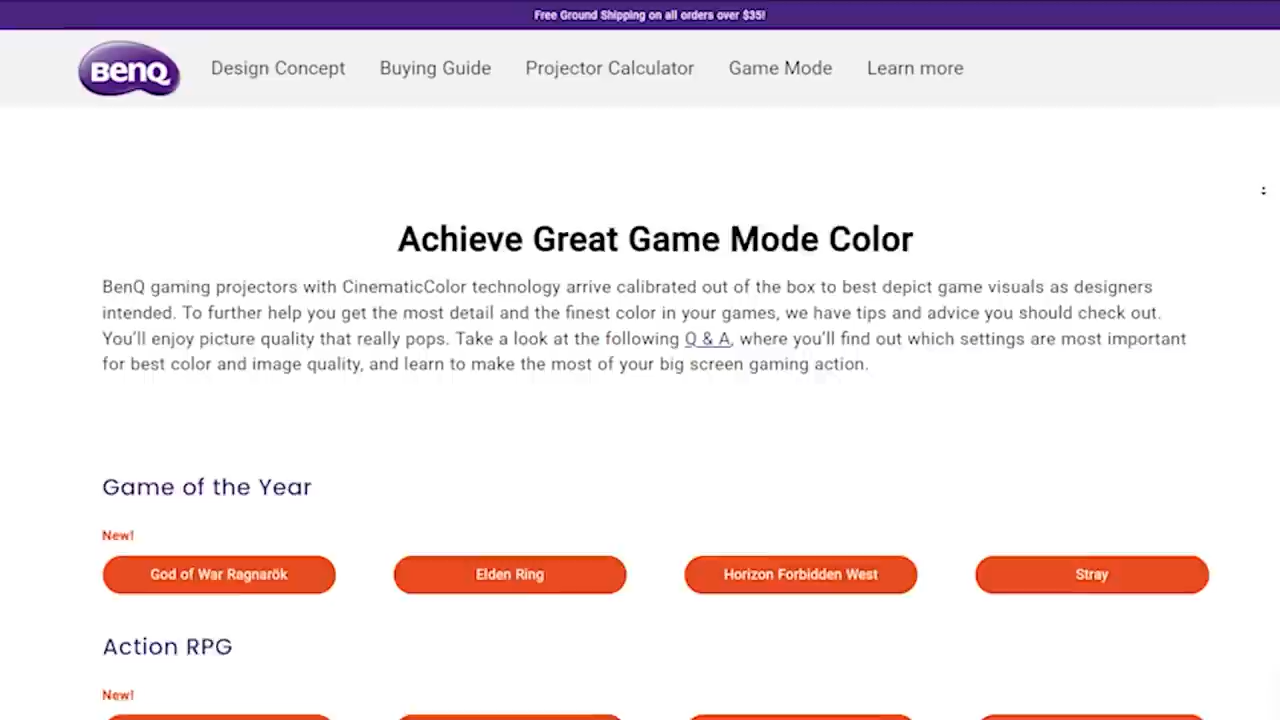 Free Ground Shipping on all orders over $35!
BenQ
Design Concept
Buying Guide
Projector Calculator
Game Mode
Learn more
Achieve Great Game Mode Color
BenQ gaming projectors with CinematicColor technology arrive calibrated out of the box to best depict game visuals as designers
intended. To further help you get the most detail and the finest color in your games, we have tips and advice you should check out.
You'll enjoy picture quality that really pops. Take a look at the following Q & A, where you'll find out which settings are most important
for best color and image quality, and learn to make the most of your big screen gaming action.
Game of the Year
New!
God of War Ragnarök
Elden Ring
Horizon Forbidden West
Stray
Action RPG
New!